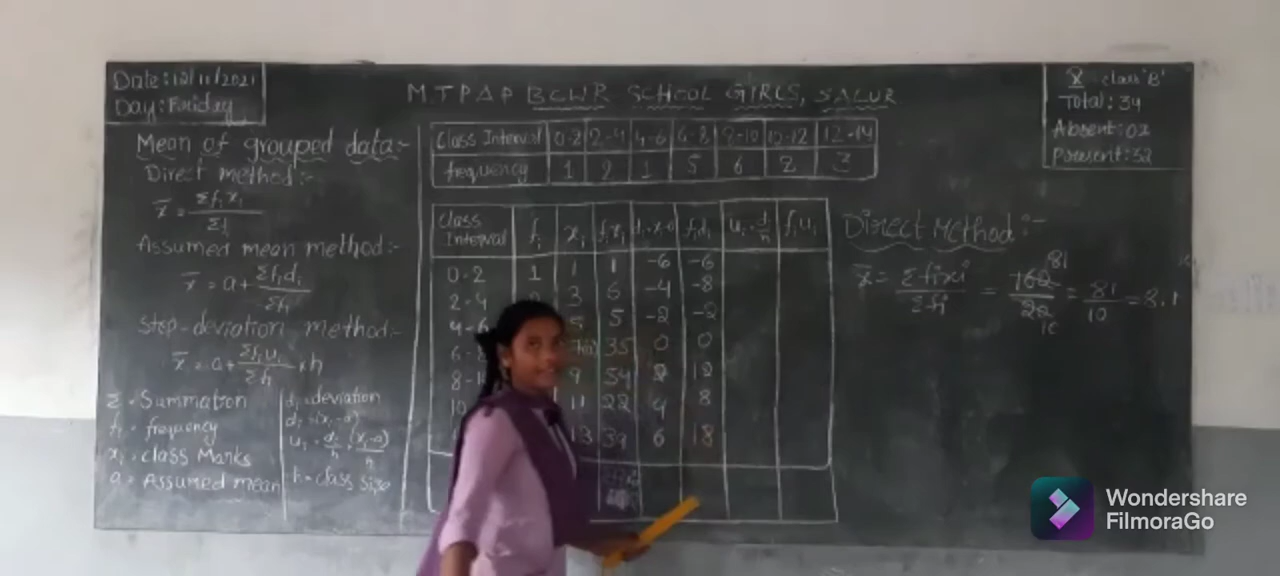 Date: 12/11/2021
Day: Friday
M.T.P.A.P BCWR SCHOOL GIRLS, SALUR
X class 'B'
Total: 34
Absent: 02
Present: 32
Mean of grouped data:-
Direct method:-
x̄ = Σfᵢxᵢ / Σfᵢ
Assumed mean method:-
x̄ = a + Σfᵢdᵢ / Σfᵢ
Step-deviation method:-
x̄ = a + Σfᵢuᵢ / Σfᵢ × h
Σ = Summation
fᵢ = frequency
xᵢ = class Marks
a = Assumed mean
dᵢ = deviation
dᵢ = (xᵢ-a)
uᵢ = dᵢ/h = (xᵢ-a)/h
h = class size
Class Interval 0-2 2-4 4-6 6-8 8-10 10-12 12-14
frequency 1 2 1 5 6 2 3
Class Interval fᵢ xᵢ fᵢxᵢ dᵢ=xᵢ-a fᵢdᵢ uᵢ=dᵢ/h fᵢuᵢ
0-2 1 1 1 -6 -6
2-4 3 6 -4 -8
4-6 5 5 -2 -2
35 0 0
9 54 2 12
11 22 4 8
13 39 6 18
Direct Method:-
x̄ = Σfixi / Σfi = 162 / 20 = 81 / 10 = 8.1
Wondershare
FilmoraGo